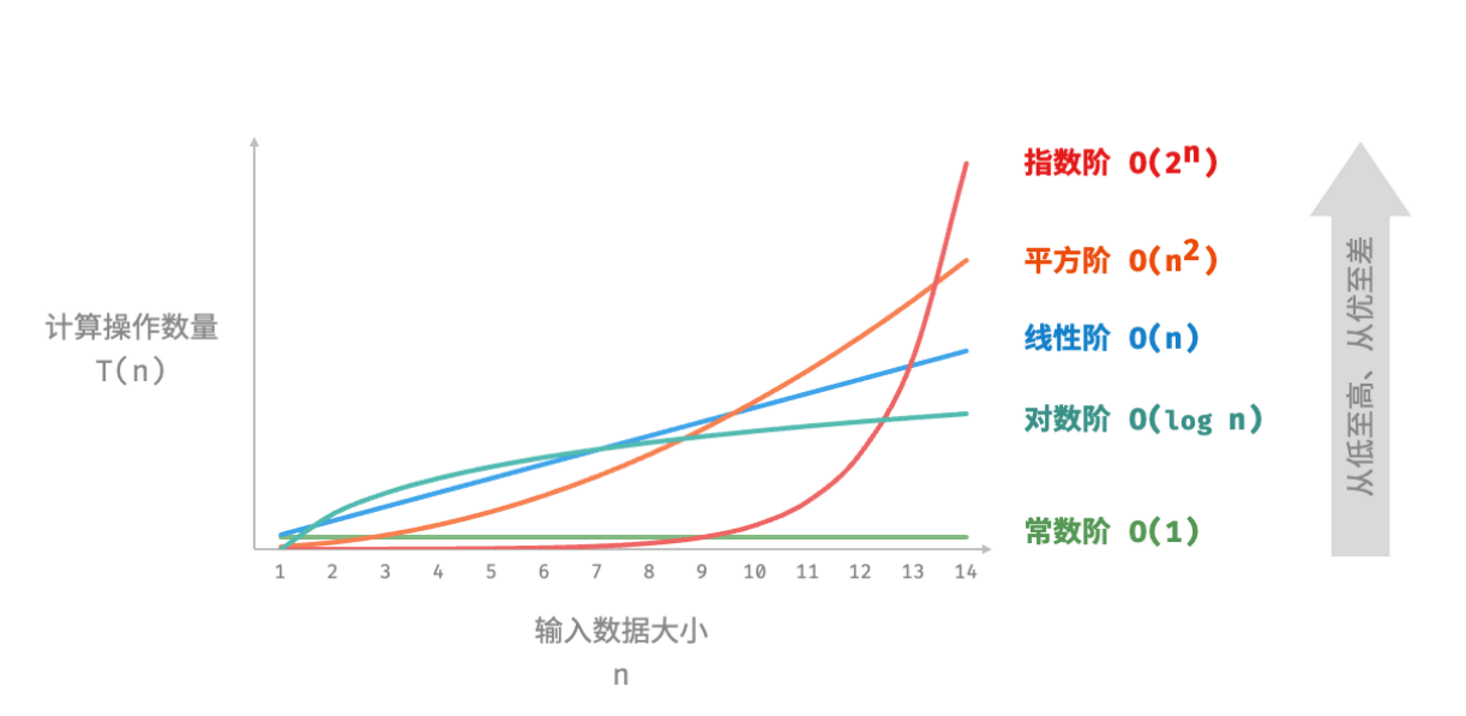 指数阶 O(2ⁿ)
平方阶 O(n²)
计算操作数量
T(n)
线性阶 O(n)
对数阶 O(log n)
常数阶 O(1)
从低至高、从优至差
1 2 3 4 5 6 7 8 9 10 11 12 13 14
输入数据大小
n